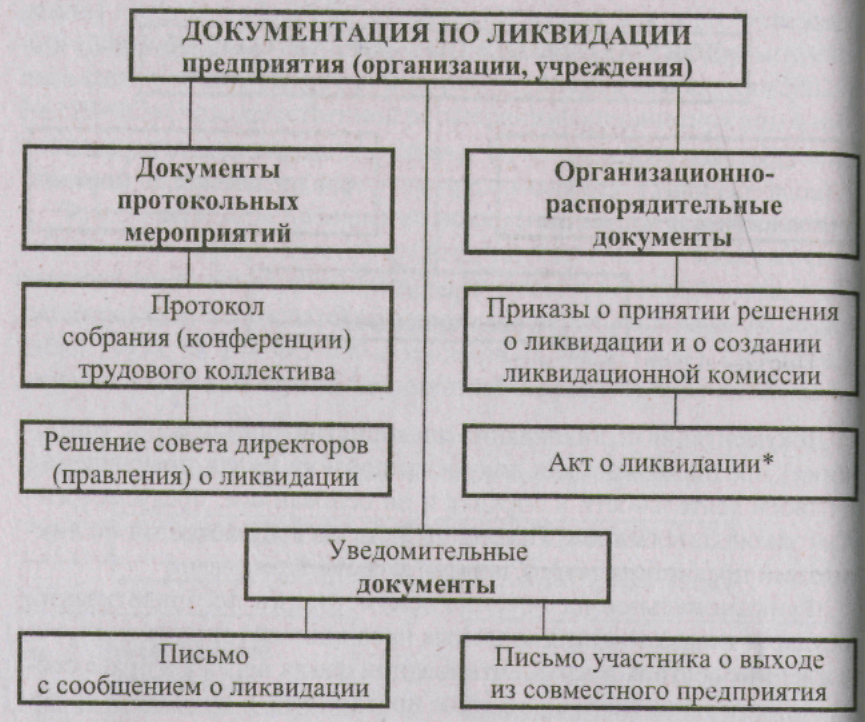 ДОКУМЕНТАЦИЯ ПО ЛИКВИДАЦИИ
предприятия (организации, учреждения)
Документы
протокольных
мероприятий
Организационно-
распорядительные
документы
Протокол
собрания (конференции)
трудового коллектива
Приказы о принятии решения
о ликвидации и о создании
ликвидационной комиссии
Решение совета директоров
(правления) о ликвидации
Акт о ликвидации*
Уведомительные
документы
Письмо
с сообщением о ликвидации
Письмо участника о выходе
из совместного предприятия